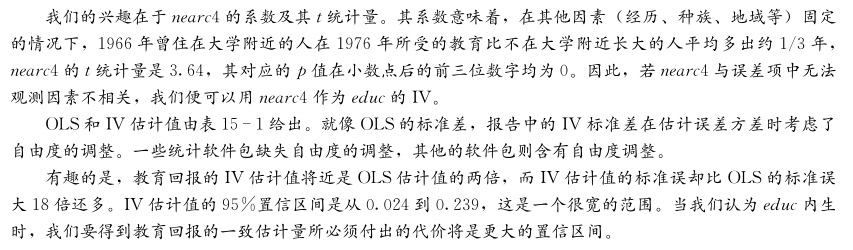 我们的兴趣在于 nearc4 的系数及其 t 统计量。其系数意味着，在其他因素（经历、种族、地域等）固定
的情况下，1966 年曾住在大学附近的人在 1976 年所受的教育比不在大学附近长大的人平均多出约 1/3 年，
nearc4 的 t 统计量是 3.64，其对应的 p 值在小数点后的前三位数字均为 0。因此，若 nearc4 与误差项中无法
观测因素不相关，我们便可以用 nearc4 作为 educ 的 IV。
OLS 和 IV 估计值由表 15-1 给出。就像 OLS 的标准差，报告中的 IV 标准差在估计误差方差时考虑了
自由度的调整。一些统计软件包缺失自由度的调整，其他的软件包则含有自由度调整。
有趣的是，教育回报的 IV 估计值将近是 OLS 估计值的两倍，而 IV 估计值的标准误却比 OLS 的标准误
大 18 倍还多。IV 估计值的 95%置信区间是从 0.024 到 0.239，这是一个很宽的范围。当我们认为 educ 内生
时，我们要得到教育回报的一致估计量所必须付出的代价将是更大的置信区间。